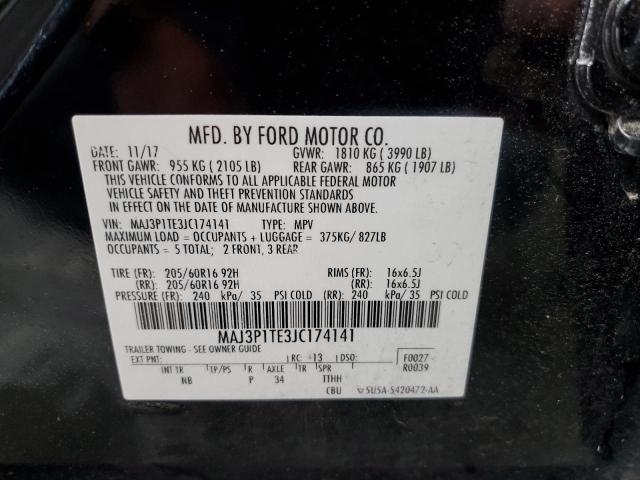 MFD. BY FORD MOTOR CO.
DATE: 11/17 GVWR: 1810 KG ( 3990 LB)
FRONT GAWR: 955 KG ( 2105 LB) REAR GAWR: 865 KG ( 1907 LB)
THIS VEHICLE CONFORMS TO ALL APPLICABLE FEDERAL MOTOR
VEHICLE SAFETY AND THEFT PREVENTION STANDARDS
IN EFFECT ON THE DATE OF MANUFACTURE SHOWN ABOVE.
VIN: MAJ3P1TE3JC174141 TYPE: MPV
MAXIMUM LOAD = OCCUPANTS + LUGGAGE = 375KG/ 827LB
OCCUPANTS = 5 TOTAL; 2 FRONT, 3 REAR
TIRE (FR): 205/60R16 92H RIMS (FR): 16x6.5J
(RR): 205/60R16 92H (RR): 16x6.5J
PRESSURE (FR): 240 kPa/ 35 PSI COLD (RR): 240 kPa/ 35 PSI COLD
MAJ3P1TE3JC174141
TRAILER TOWING - SEE OWNER GUIDE
EXT PNT: RC: 13 DSO: F0027
R0039
INT TR TP/PS R AXLE TR SPR
NB P 34 TTHH
CBU 5U5A-S420472-AA